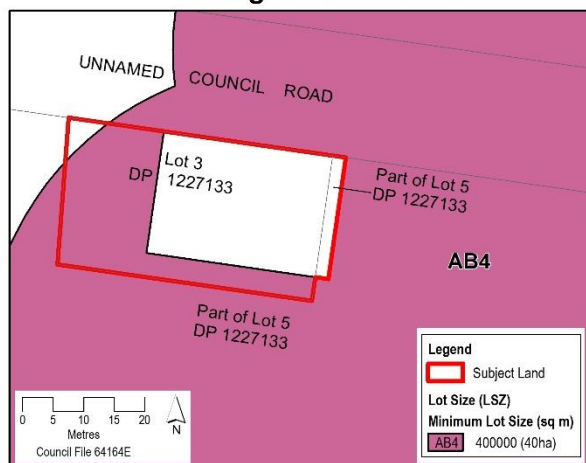 UNNAMED COUNCIL ROAD
Lot 3
DP 1227133
Part of Lot 5
DP 1227133
AB4
Part of Lot 5
DP 1227133
0 5 10 15 20
Metres
N
Council File 64164E
Legend
Subject Land
Lot Size (LSZ)
Minimum Lot Size (sq m)
AB4 400000 (40ha)